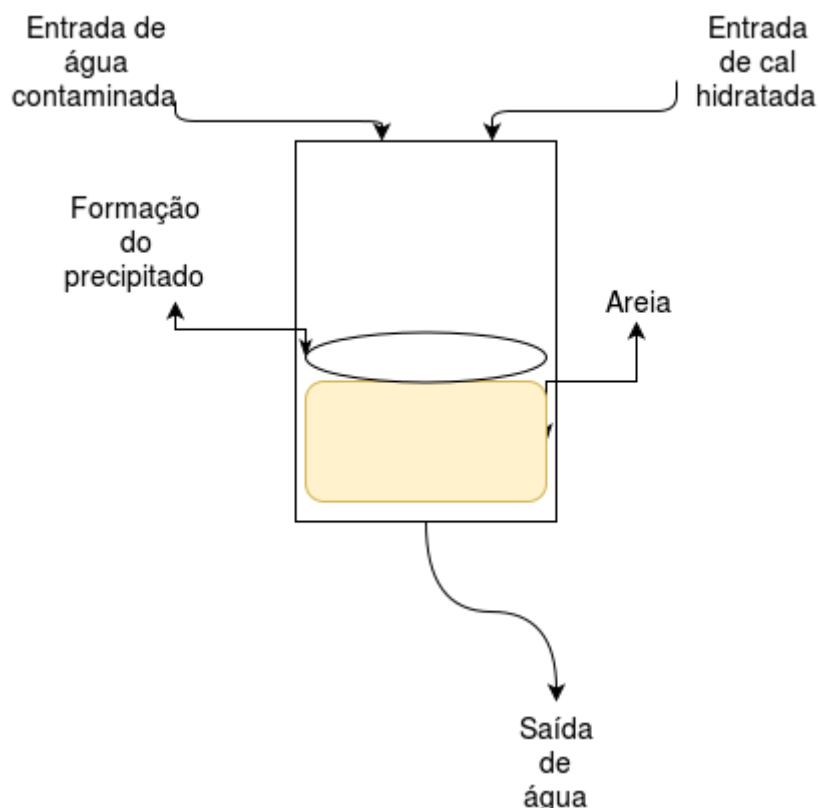 Entrada de
água
contaminada
Entrada
de cal
hidratada
Formação
do
precipitado
Areia
Saída
de
água